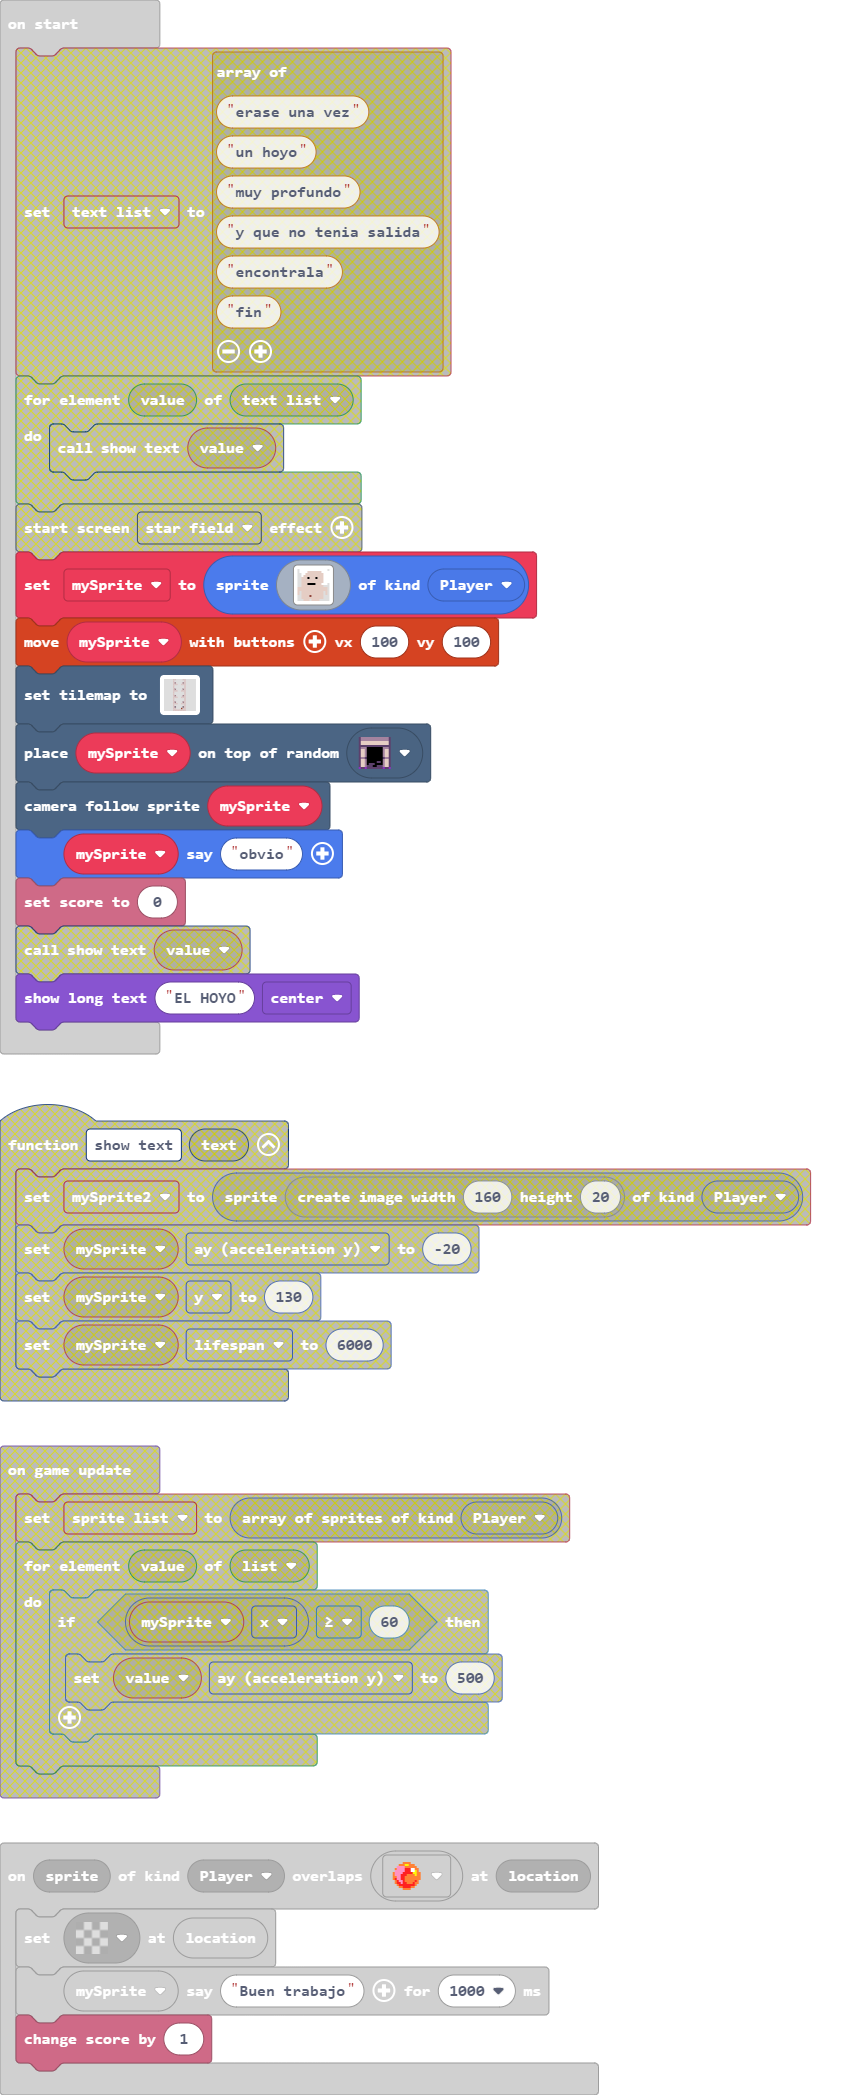 on start
array of
"erase una vez"
"un hoyo"
"muy profundo"
set text list to "y que no tenia salida"
"encontrala"
"fin"
for element value of text list
do
call show text value
start screen star field effect
set mySprite to sprite of kind Player
move mySprite with buttons vx 100 vy 100
set tilemap to
place mySprite on top of random
camera follow sprite mySprite
mySprite say "obvio"
set score to 0
call show text value
show long text "EL HOYO" center
function show text text
set mySprite2 to sprite create image width 160 height 20 of kind Player
set mySprite ay (acceleration y) to -20
set mySprite y to 130
set mySprite lifespan to 6000
on game update
set sprite list to array of sprites of kind Player
for element value of list
do
if mySprite x ≥ 60 then
set value ay (acceleration y) to 500
on sprite of kind Player overlaps at location
set at location
mySprite say "Buen trabajo" for 1000 ms
change score by 1